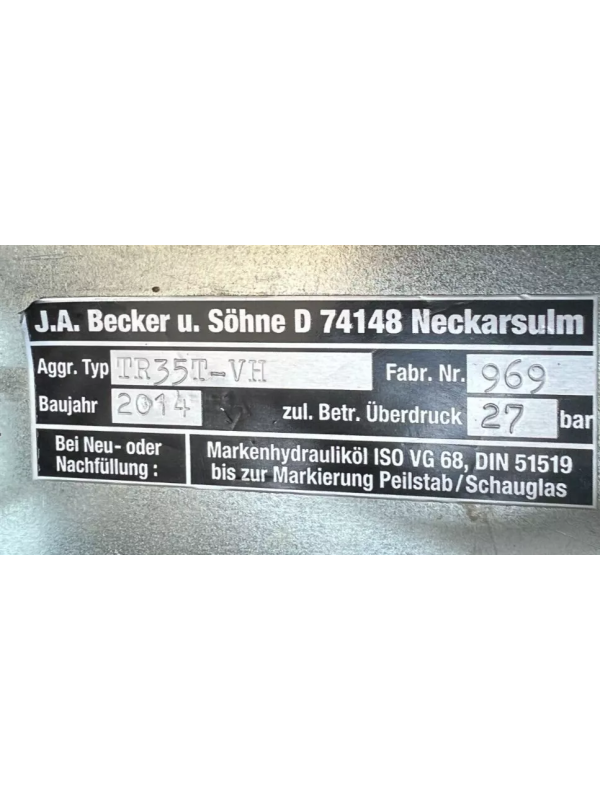 J.A. Becker u. Söhne D 74148 Neckarsulm
Aggr. Typ TR35T-VH Fabr. Nr. 969
Baujahr 2014 zul. Betr. Überdruck 27 bar
Bei Neu- oder
Nachfüllung :
Markenhydrauliköl ISO VG 68, DIN 51519
bis zur Markierung Peilstab/Schauglas